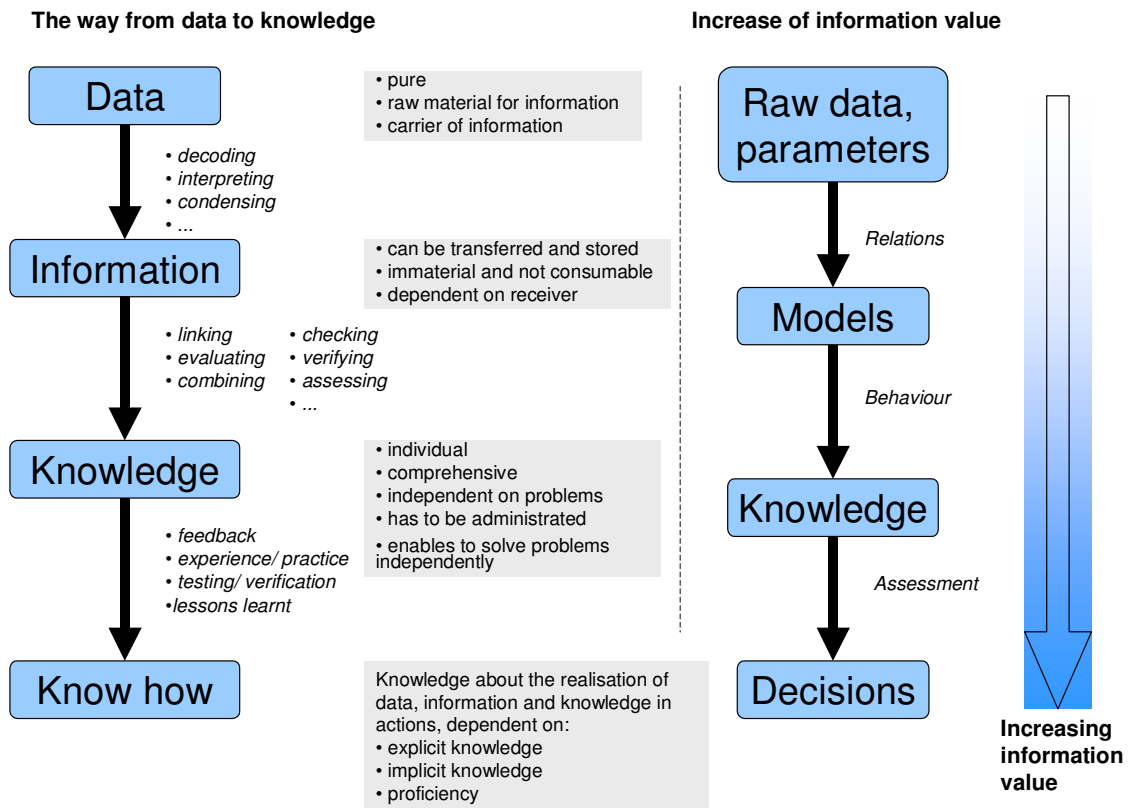 The way from data to knowledge
Data
• pure
• raw material for information
• carrier of information
• decoding
• interpreting
• condensing
• ...
Information
• can be transferred and stored
• immaterial and not consumable
• dependent on receiver
• linking
• evaluating
• combining
• checking
• verifying
• assessing
• ...
Knowledge
• individual
• comprehensive
• independent on problems
• has to be administrated
• enables to solve problems
independently
• feedback
• experience/ practice
• testing/ verification
•lessons learnt
Know how
Knowledge about the realisation of
data, information and knowledge in
actions, dependent on:
• explicit knowledge
• implicit knowledge
• proficiency
Increase of information value
Raw data,
parameters
Relations
Models
Behaviour
Knowledge
Assessment
Decisions
Increasing
information
value